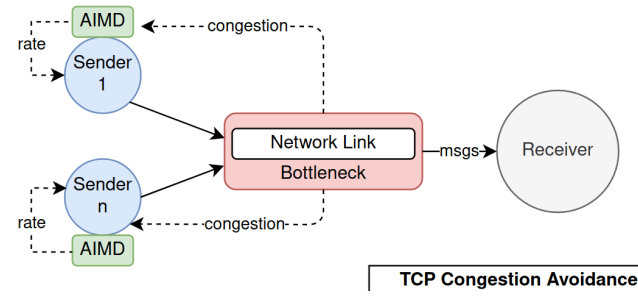 AIMD
congestion
rate
Sender
1
Network Link
Bottleneck
msgs
Receiver
Sender
n
congestion
rate
AIMD
TCP Congestion Avoidance